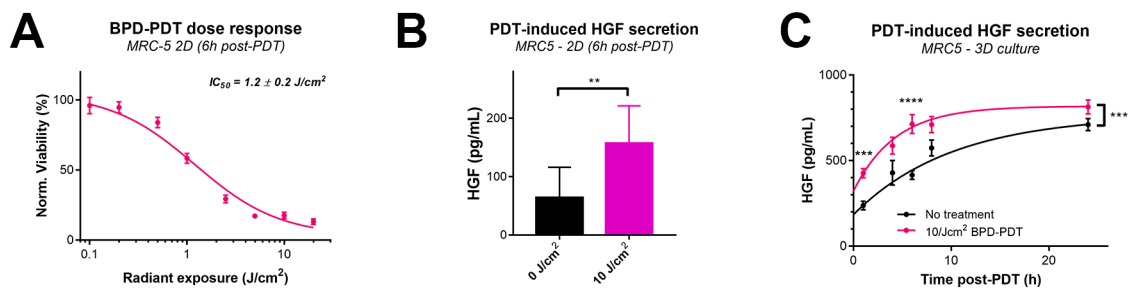 A
BPD-PDT dose response
MRC-5 2D (6h post-PDT)
IC50 = 1.2 ± 0.2 J/cm2
Norm. Viability (%)
100
50
0
0.1
1
10
Radiant exposure (J/cm2)
B
PDT-induced HGF secretion
MRC5 - 2D (6h post-PDT)
**
HGF (pg/mL)
200
100
0
0 J/cm2
10 J/cm2
C
PDT-induced HGF secretion
MRC5 - 3D culture
HGF (pg/mL)
1000
500
0
***
****
***
No treatment
10/Jcm2 BPD-PDT
0
10
20
Time post-PDT (h)